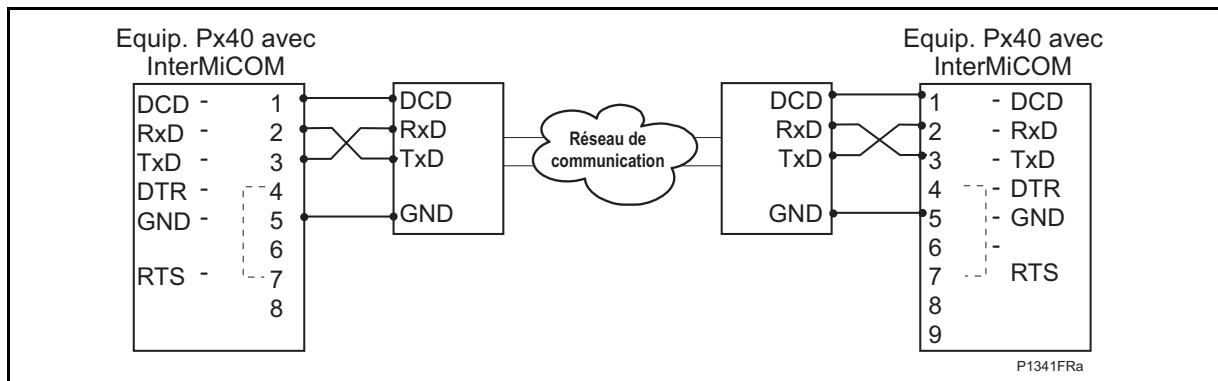 Equip. Px40 avec
InterMiCOM
DCD - 1
RxD - 2
TxD - 3
DTR - 4
GND - 5
6
RTS - 7
8
DCD
RxD
TxD
GND
Réseau de
communication
DCD
RxD
TxD
GND
Equip. Px40 avec
InterMiCOM
1 - DCD
2 - RxD
3 - TxD
4 - DTR
5 - GND
6 -
7 RTS
8
9
P1341FRa